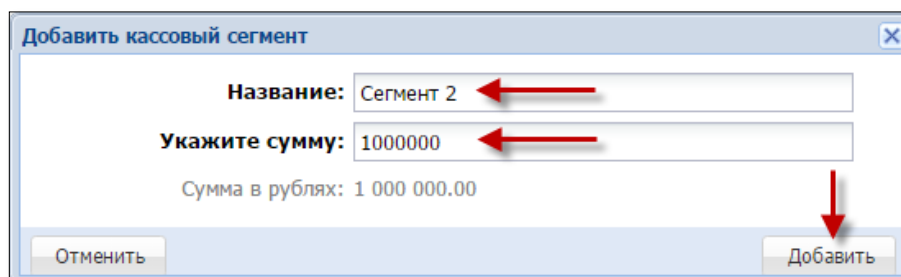 Добавить кассовый сегмент
Название: Сегмент 2
Укажите сумму: 1000000
Сумма в рублях: 1 000 000.00
Отменить Добавить